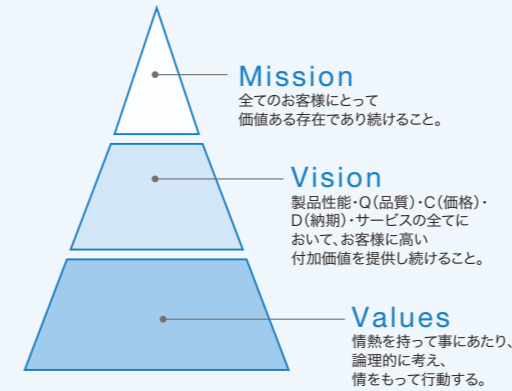 Mission
全てのお客様にとって
価値ある存在であり続けること。
Vision
製品性能・Q（品質）・C（価格）・
D（納期）・サービスの全てに
おいて、お客様に高い
付加価値を提供し続けること。
Values
情熱を持って事にあたり、
論理的に考え、
情をもって行動する。